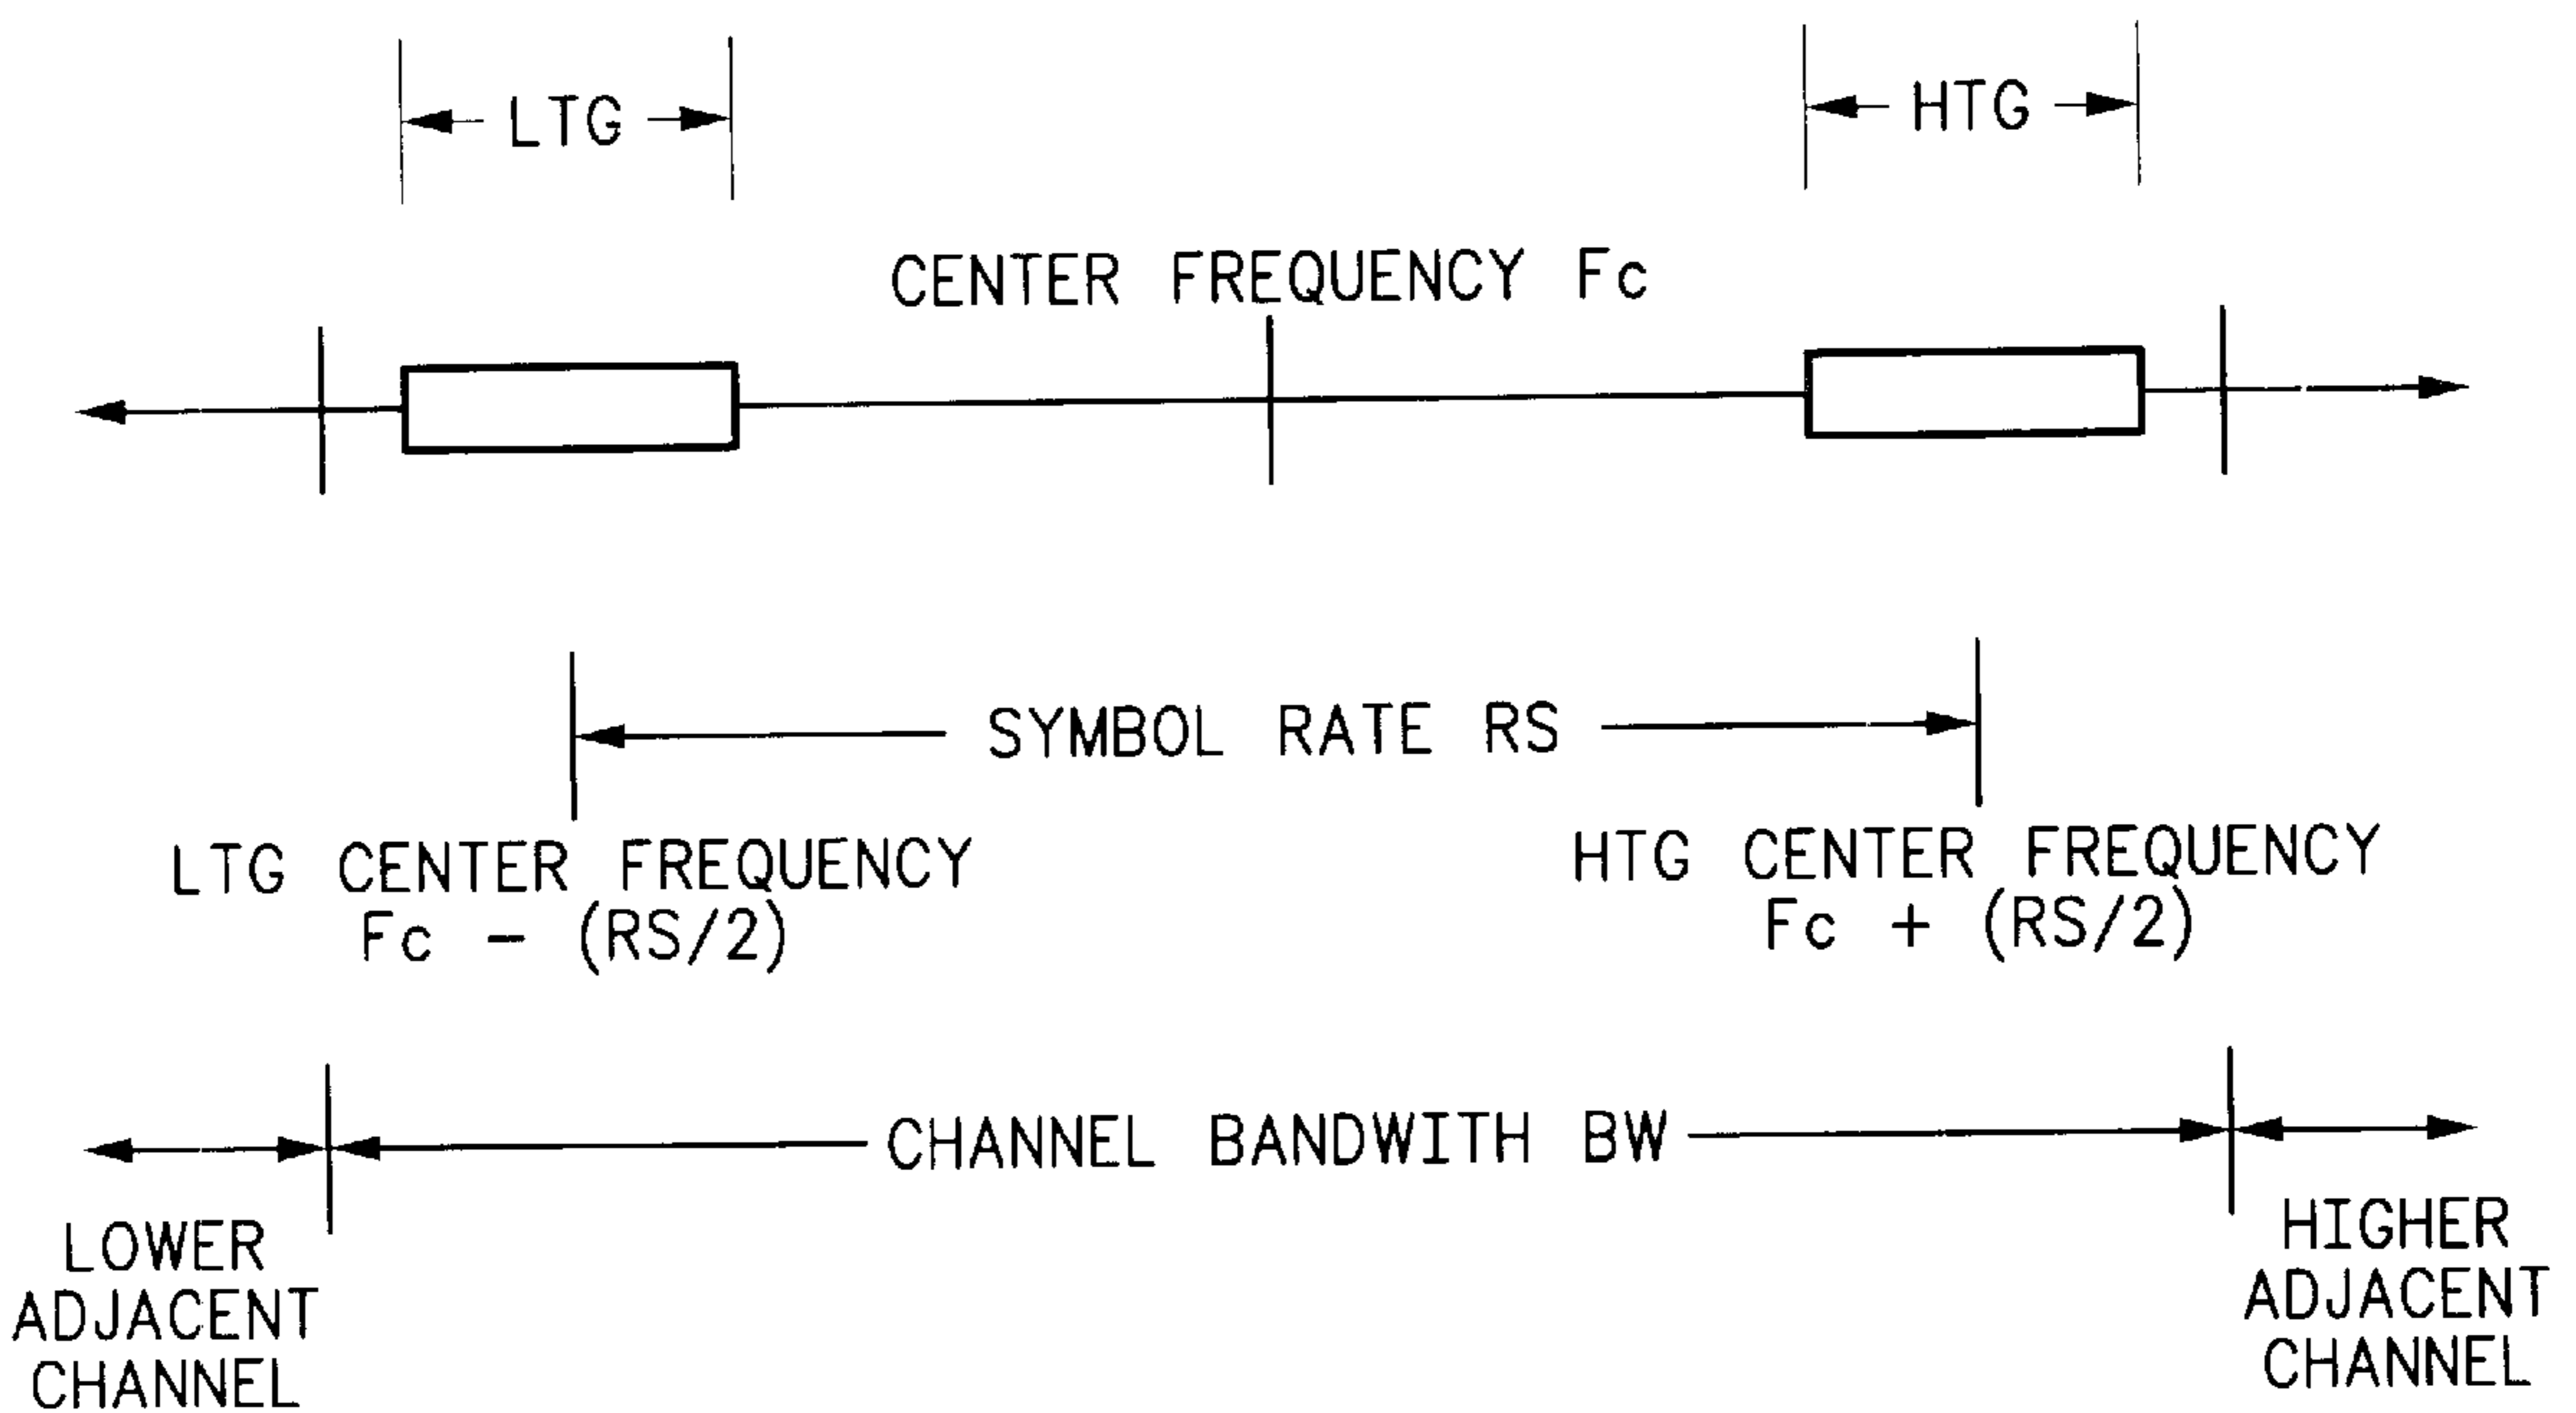 LTG
HTG
CENTER FREQUENCY Fc
SYMBOL RATE RS
LTG CENTER FREQUENCY
Fc - (RS/2)
HTG CENTER FREQUENCY
Fc + (RS/2)
CHANNEL BANDWITH BW
LOWER
ADJACENT
CHANNEL
HIGHER
ADJACENT
CHANNEL